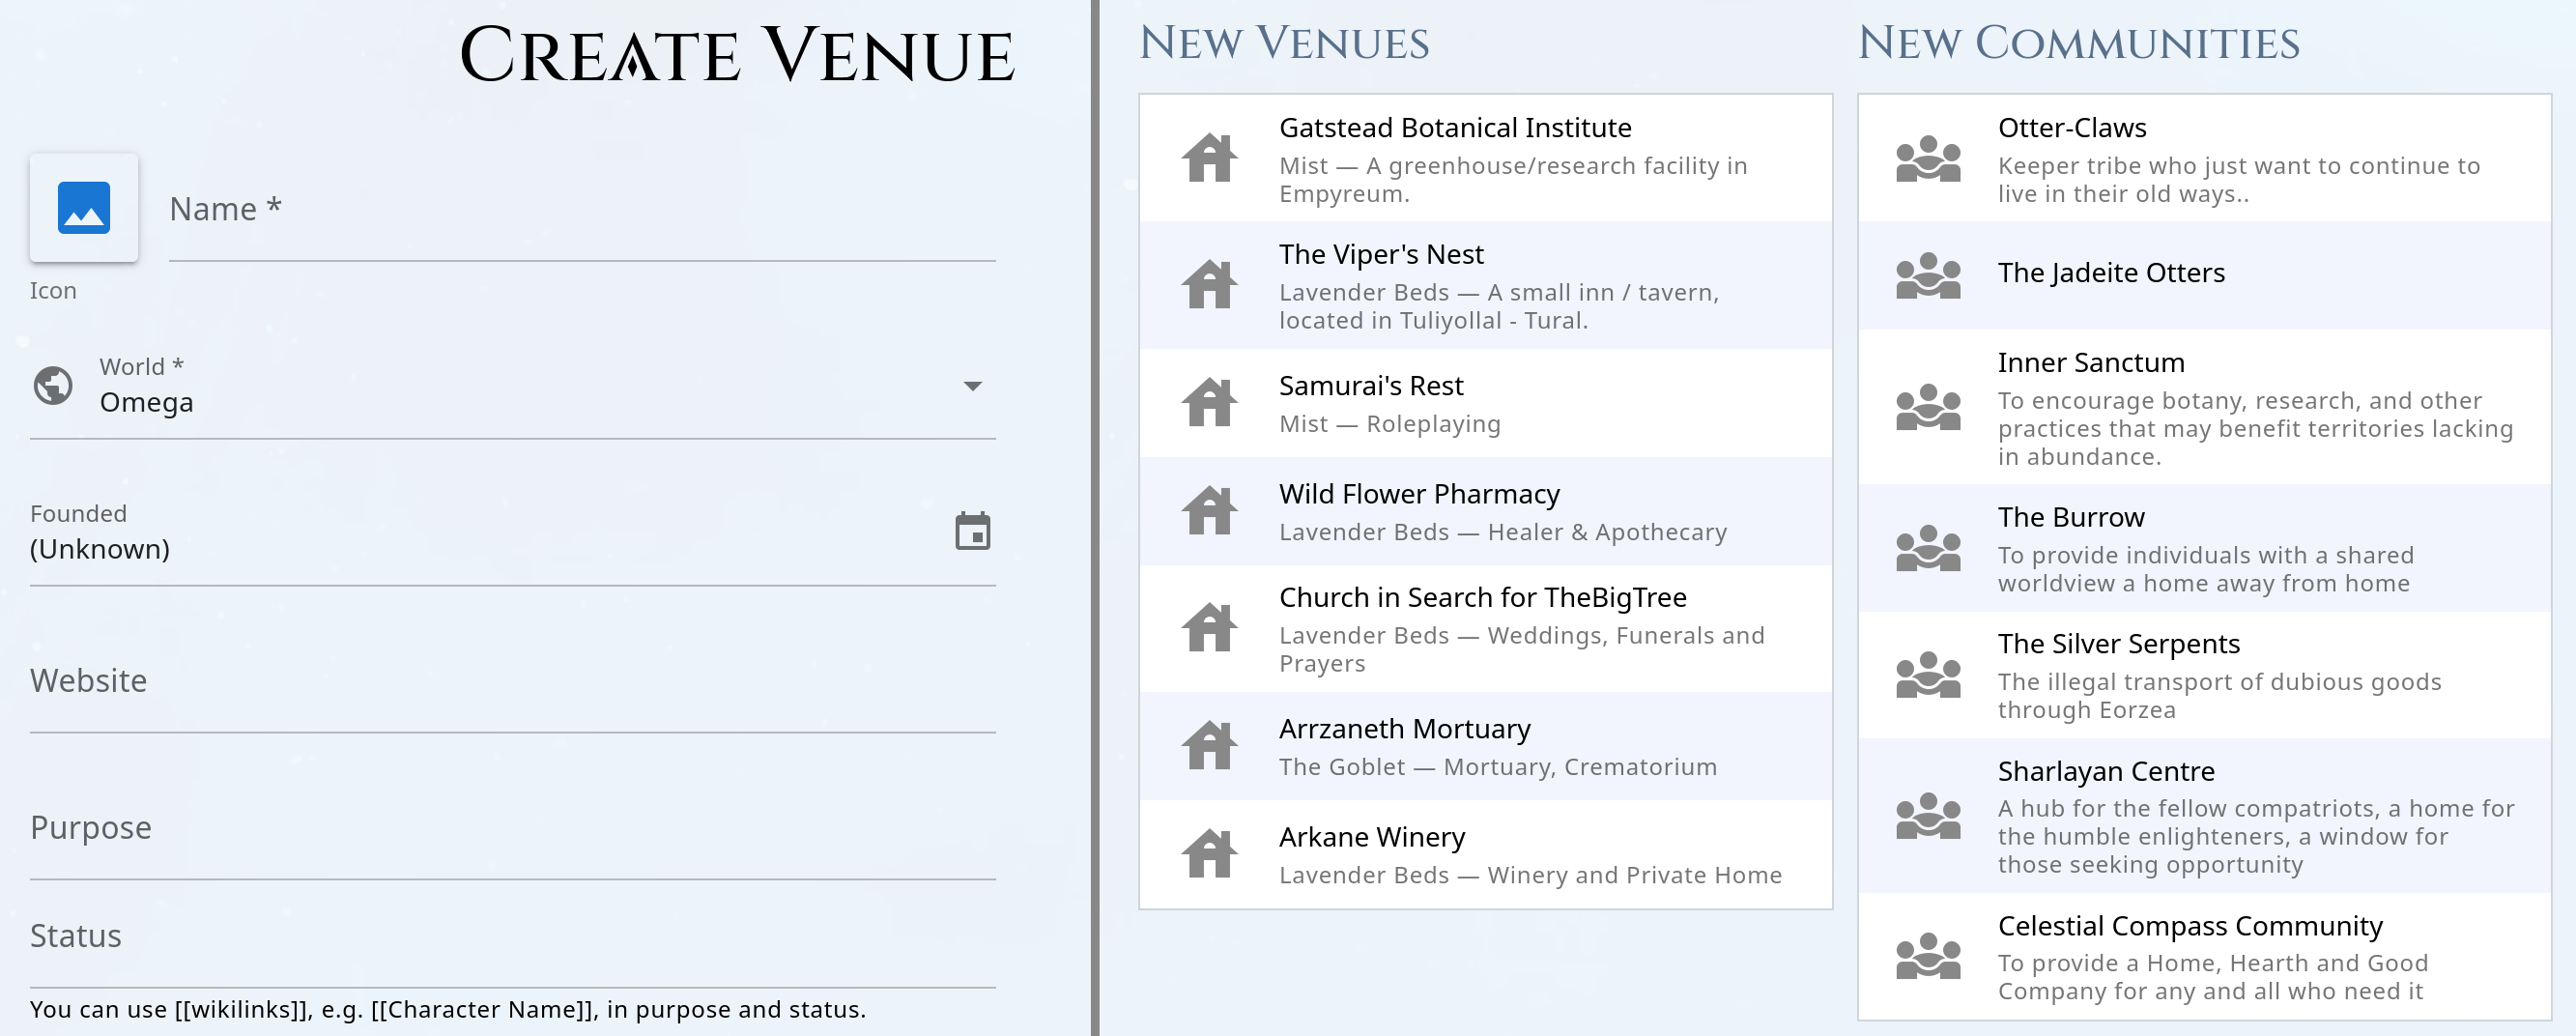 Create Venue
Name *
Icon
World *
Omega
Founded
(Unknown)
Website
Purpose
Status
You can use [[wikilinks]], e.g. [[Character Name]], in purpose and status.
New Venues
Gatstead Botanical Institute
Mist — A greenhouse/research facility in
Empyreum.
The Viper's Nest
Lavender Beds — A small inn / tavern,
located in Tuliyollal - Tural.
Samurai's Rest
Mist — Roleplaying
Wild Flower Pharmacy
Lavender Beds — Healer & Apothecary
Church in Search for TheBigTree
Lavender Beds — Weddings, Funerals and
Prayers
Arrzaneth Mortuary
The Goblet — Mortuary, Crematorium
Arkane Winery
Lavender Beds — Winery and Private Home
New Communities
Otter-Claws
Keeper tribe who just want to continue to
live in their old ways..
The Jadeite Otters
Inner Sanctum
To encourage botany, research, and other
practices that may benefit territories lacking
in abundance.
The Burrow
To provide individuals with a shared
worldview a home away from home
The Silver Serpents
The illegal transport of dubious goods
through Eorzea
Sharlayan Centre
A hub for the fellow compatriots, a home for
the humble enlighteners, a window for
those seeking opportunity
Celestial Compass Community
To provide a Home, Hearth and Good
Company for any and all who need it